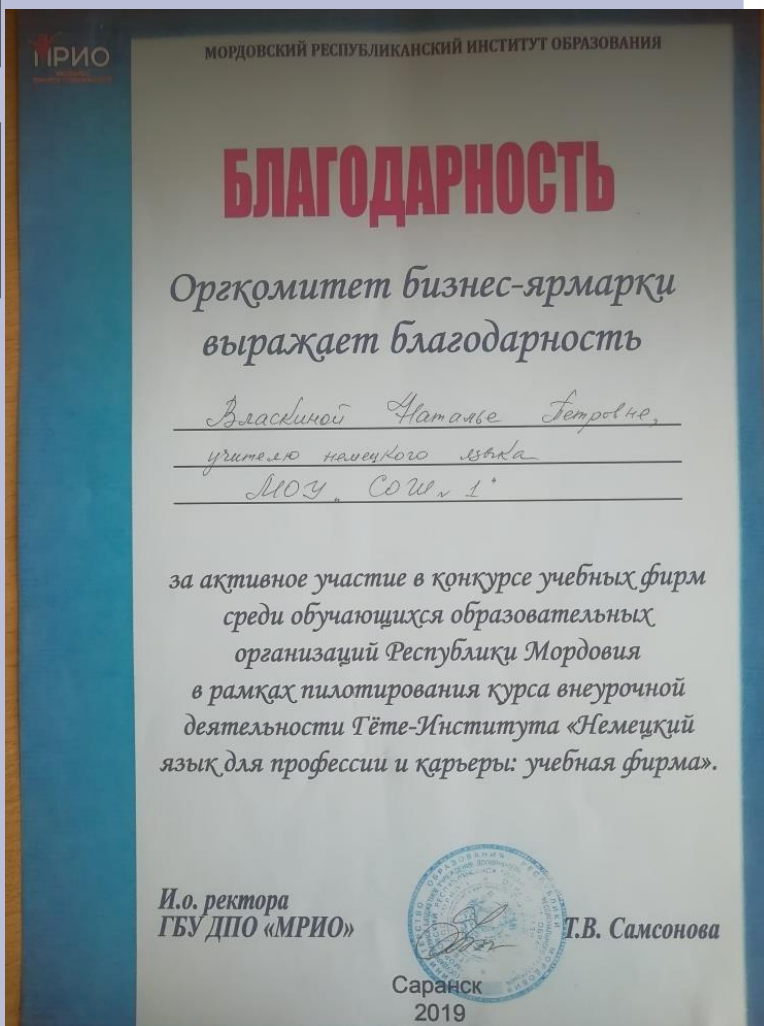 МРИО
МОРДОВСКИЙ РЕСПУБЛИКАНСКИЙ ИНСТИТУТ ОБРАЗОВАНИЯ
БЛАГОДАРНОСТЬ
Оргкомитет бизнес-ярмарки
выражает благодарность
Власкиной Наталье Петровне,
учителю немецкого языка
МОУ „СОШ № 1"
за активное участие в конкурсе учебных фирм
среди обучающихся образовательных
организаций Республики Мордовия
в рамках пилотирования курса внеурочной
деятельности Гёте-Института «Немецкий
язык для профессии и карьеры: учебная фирма».
И.о. ректора
ГБУ ДПО «МРИО»
Т.В. Самсонова
Саранск
2019